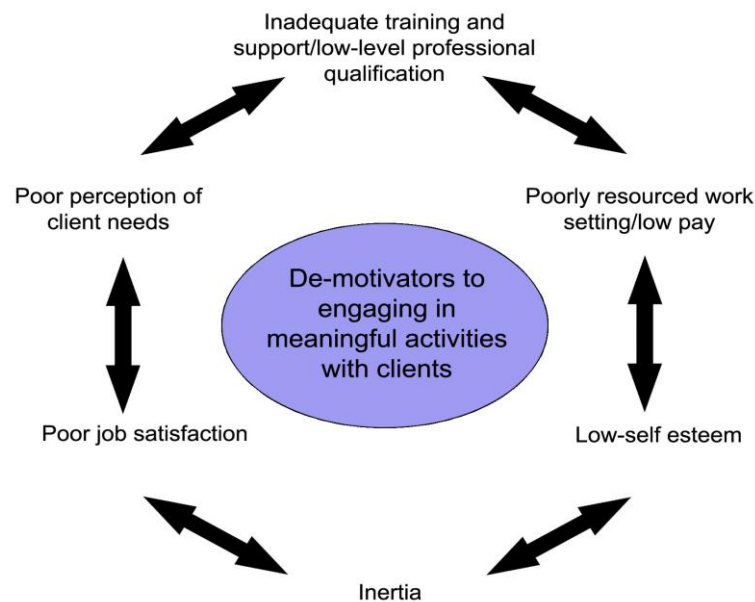 Inadequate training and
support/low-level professional
qualification
Poor perception of
client needs
Poorly resourced work
setting/low pay
De-motivators to
engaging in
meaningful activities
with clients
Poor job satisfaction
Low-self esteem
Inertia